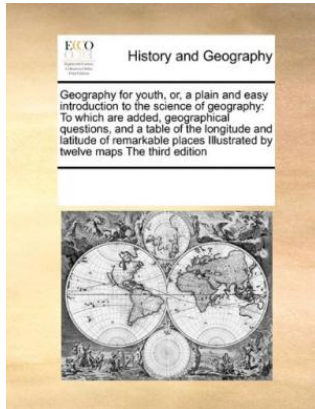 ECCO
History and Geography
Geography for youth, or, a plain and easy
introduction to the science of geography:
To which are added, geographical
questions, and a table of the longitude and
latitude of remarkable places Illustrated by
twelve maps The third edition